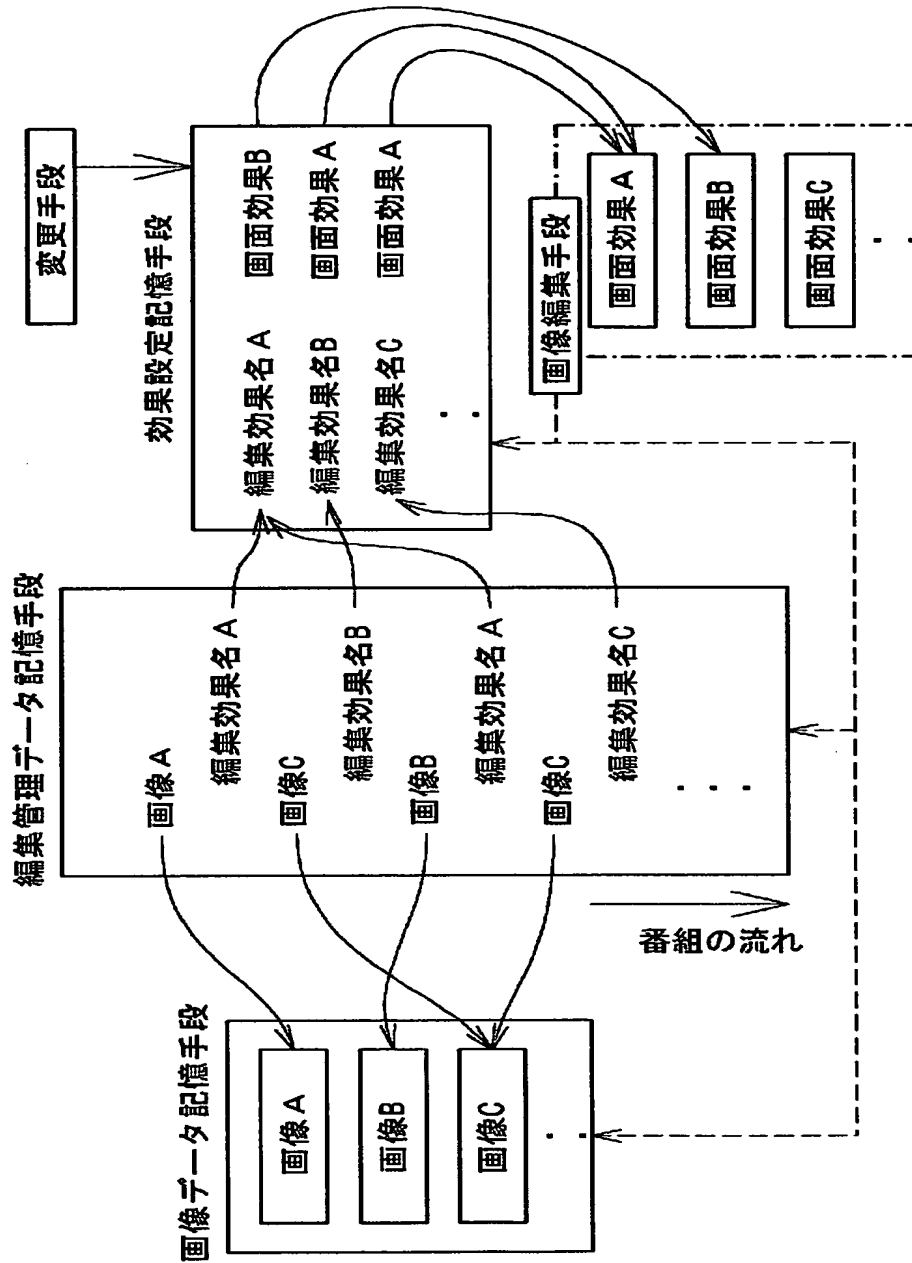 画像データ記憶手段
画像A
画像B
画像C
編集管理データ記憶手段
画像A
編集効果名A
画像C
編集効果名B
画像B
編集効果名A
画像C
編集効果名C
番組の流れ
変更手段
効果設定記憶手段
編集効果名A 画面効果B
編集効果名B 画面効果A
編集効果名C 画面効果A
画像編集手段
画面効果A
画面効果B
画面効果C